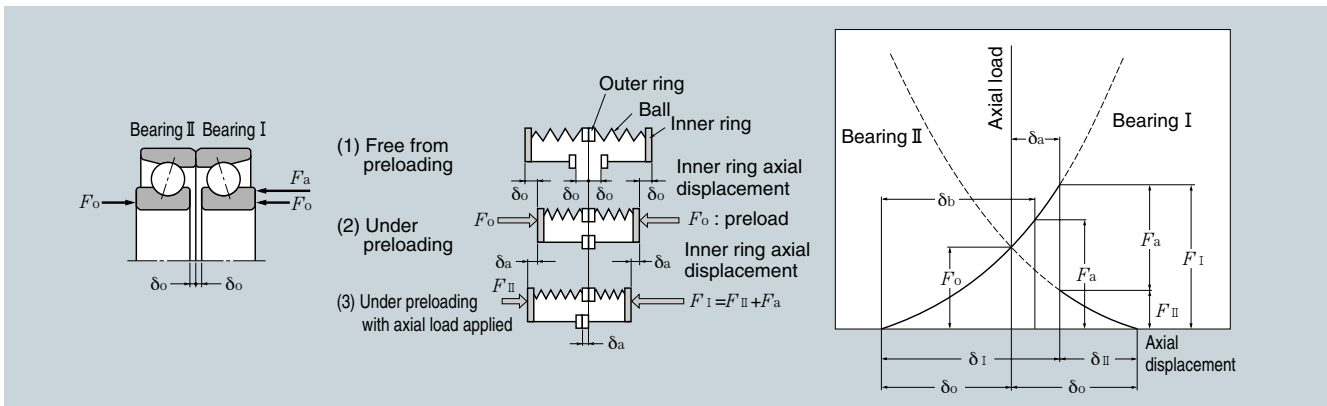 Bearing Ⅱ Bearing Ⅰ
Fa
Fo
Fo
δo δo
Outer ring
Ball
Inner ring
(1) Free from
preloading
Inner ring axial
displacement
δo δo δo δo
(2) Under
preloading
Fo
Fo : preload
Inner ring axial
displacement
δa δa
FⅡ
(3) Under preloading
with axial load applied
FⅠ=FⅡ+Fa
δa
Axial load
Bearing Ⅱ
Bearing Ⅰ
δa
δb
Fo
Fa
Fa
FⅠ
FⅡ
Axial
displacement
δⅠ δⅡ
δo δo